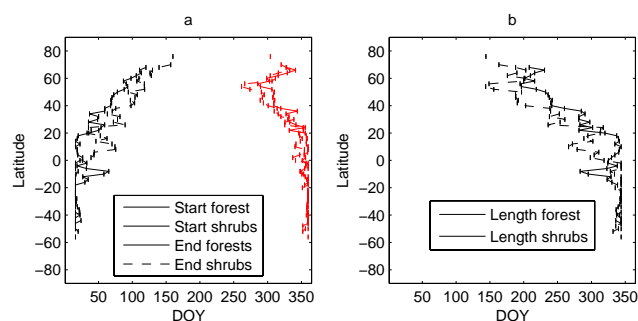 a
80
60
40
20
0
−20
−40
−60
−80
Latitude
50 100 150 200 250 300 350
DOY
Start forest
Start shrubs
End forests
End shrubs
b
80
60
40
20
0
−20
−40
−60
−80
Latitude
50 100 150 200 250 300 350
DOY
Length forest
Length shrubs